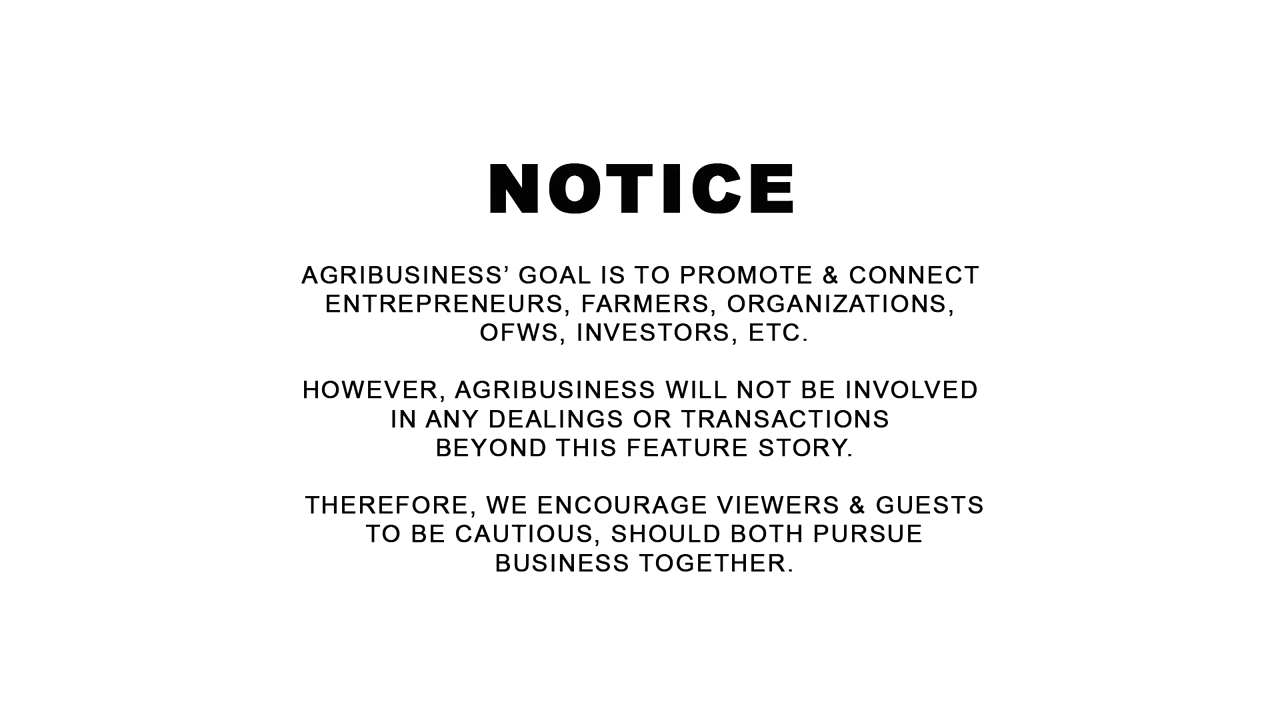 NOTICE
AGRIBUSINESS’ GOAL IS TO PROMOTE & CONNECT
ENTREPRENEURS, FARMERS, ORGANIZATIONS,
OFWS, INVESTORS, ETC.
HOWEVER, AGRIBUSINESS WILL NOT BE INVOLVED
IN ANY DEALINGS OR TRANSACTIONS
BEYOND THIS FEATURE STORY.
THEREFORE, WE ENCOURAGE VIEWERS & GUESTS
TO BE CAUTIOUS, SHOULD BOTH PURSUE
BUSINESS TOGETHER.